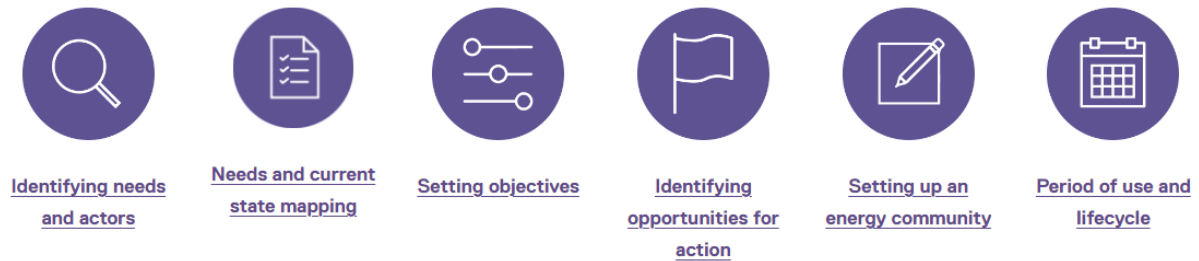 Identifying needs
and actors
Needs and current
state mapping
Setting objectives
Identifying
opportunities for
action
Setting up an
energy community
Period of use and
lifecycle